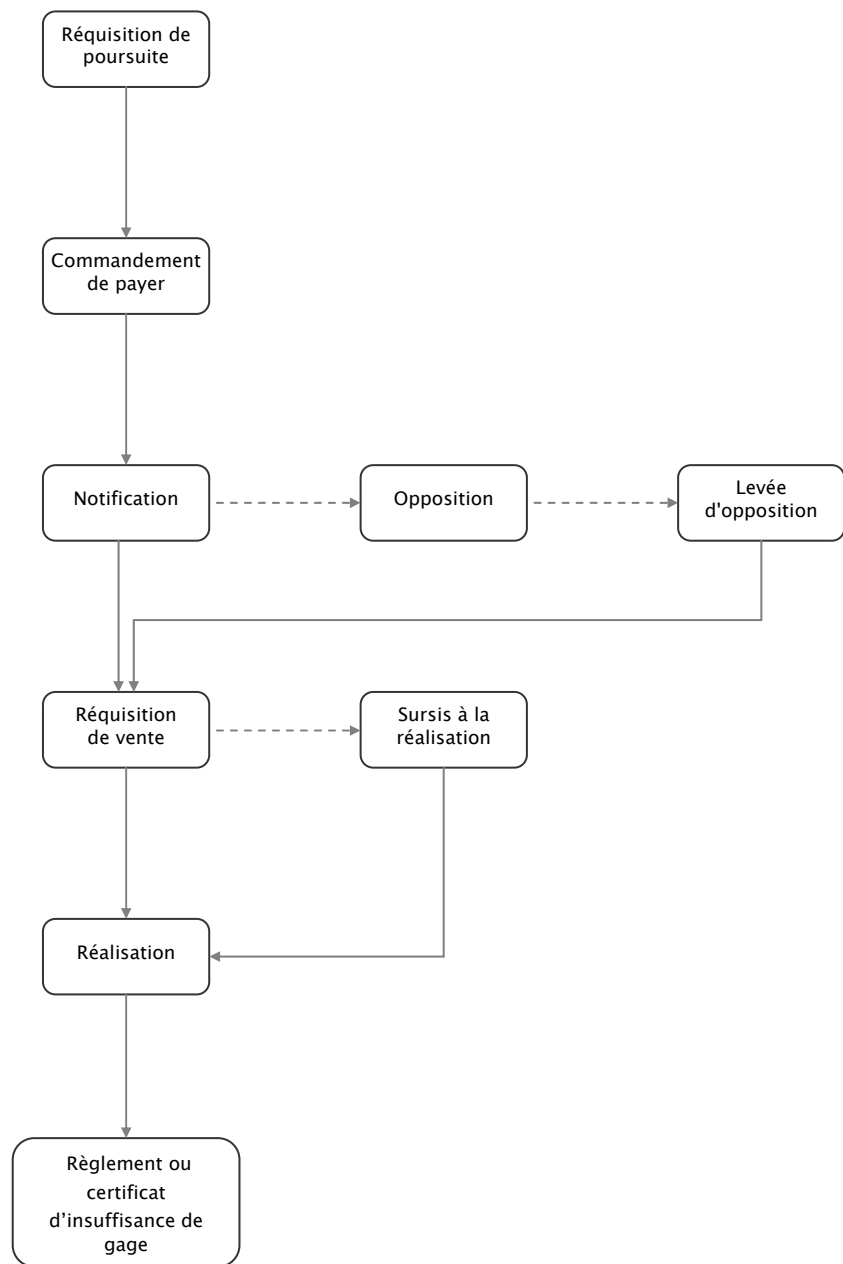 Réquisition de
poursuite
Commandement
de payer
Notification
Opposition
Levée
d'opposition
Réquisition
de vente
Sursis à la
réalisation
Réalisation
Règlement ou
certificat
d’insuffisance de
gage